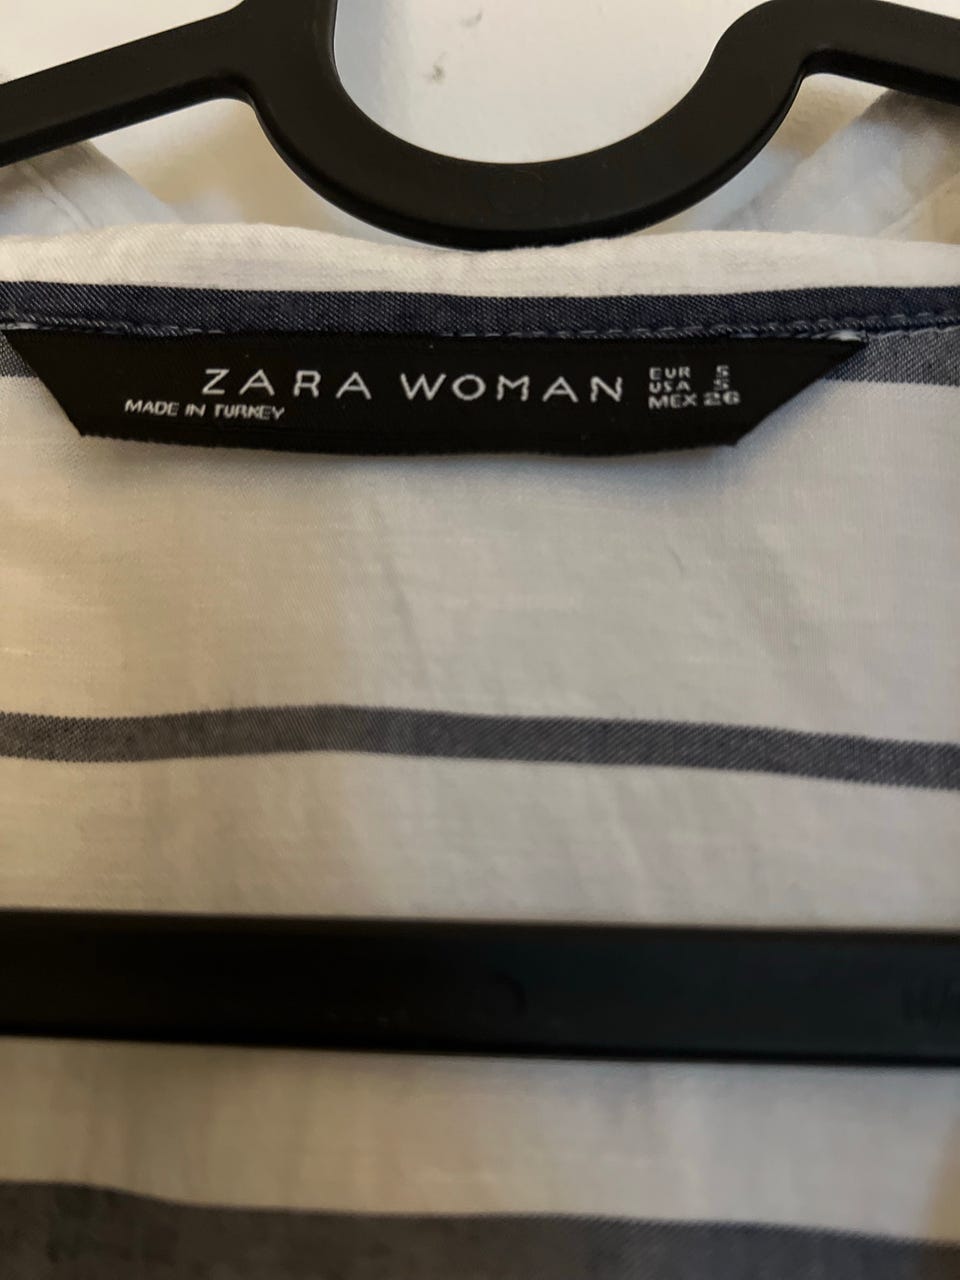 ZARA WOMAN
MADE IN TURKEY
EUR S
USA S
MEX 26